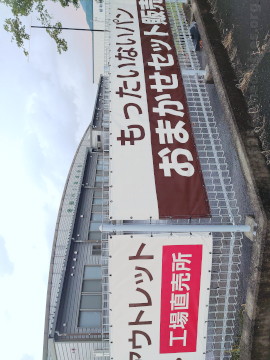 もったいないパン
おまかせセット販売
アウトレット
工場直売所